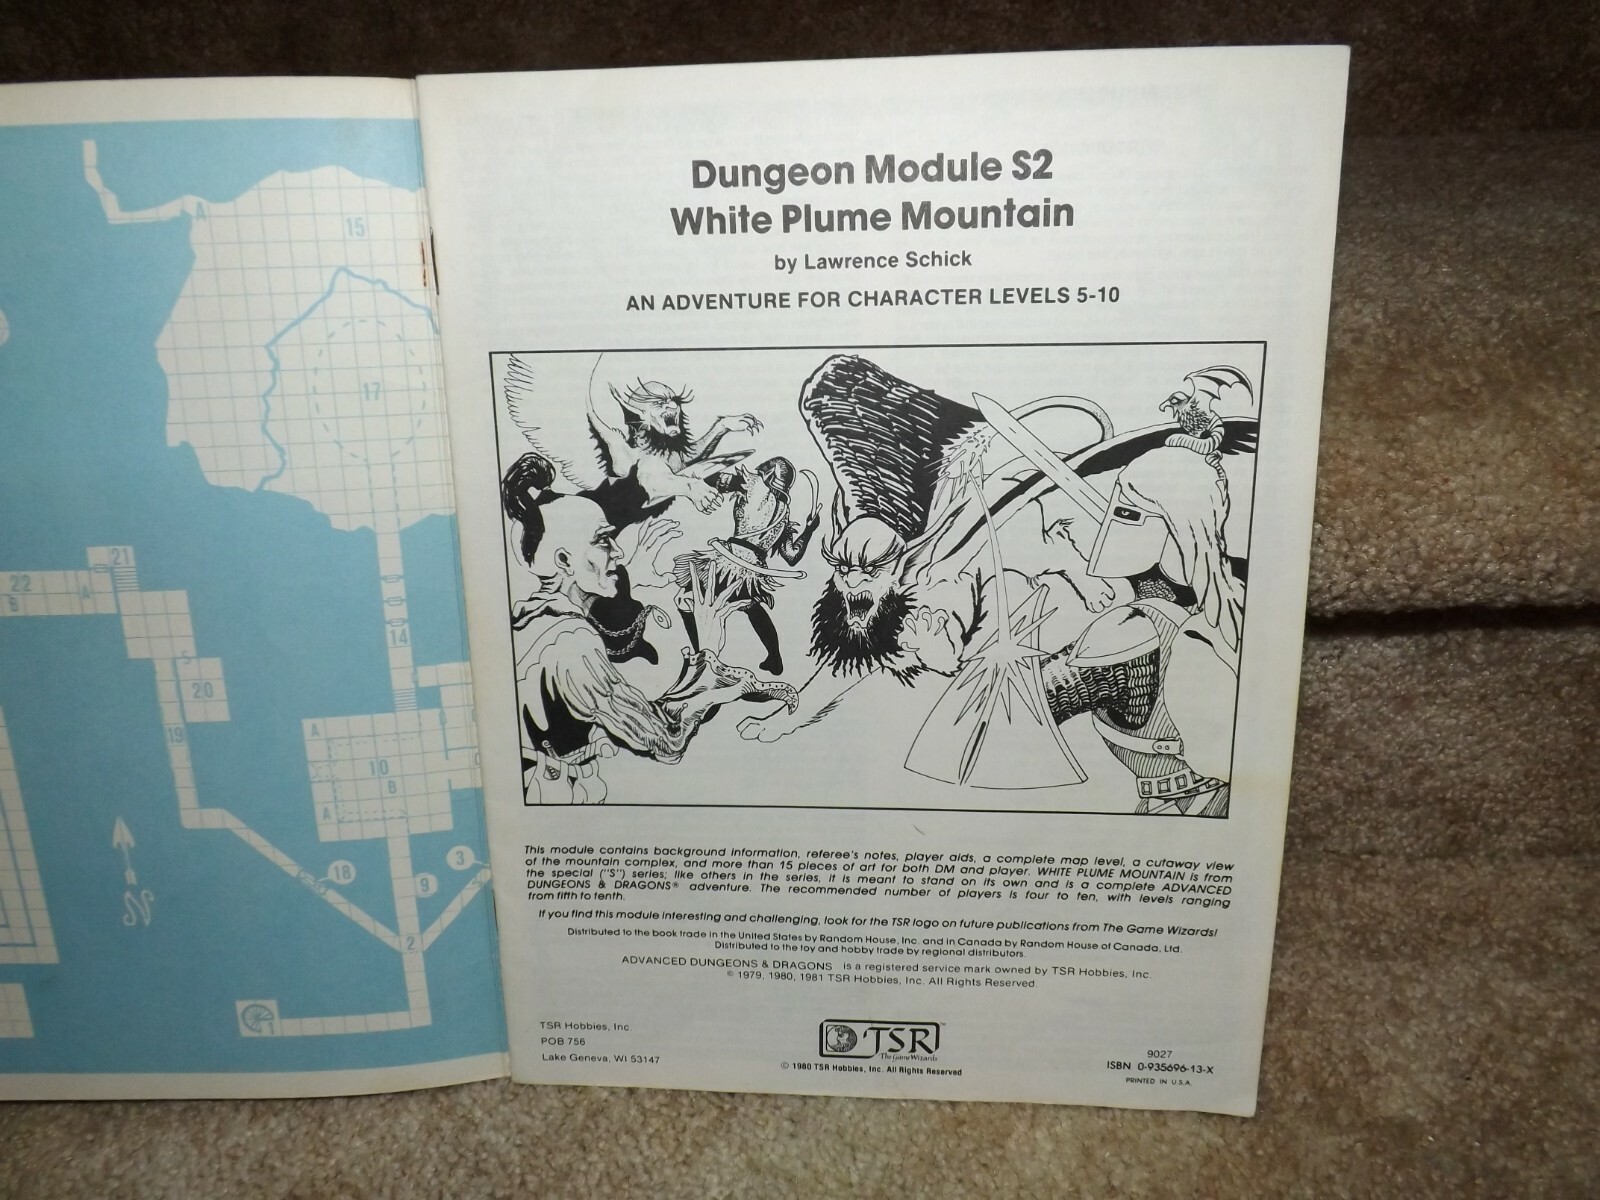 A
15
17
21
22
B
A
14
S
20
19
A
10
B
A
18
3
9
2
N
1
Dungeon Module S2
White Plume Mountain
by Lawrence Schick
AN ADVENTURE FOR CHARACTER LEVELS 5-10
This module contains background information, referee's notes, player aids, a complete map level, a cutaway view
of the mountain complex, and more than 15 pieces of art for both DM and player. WHITE PLUME MOUNTAIN is from
the special ("S") series; like others in the series, it is meant to stand on its own and is a complete ADVANCED
DUNGEONS & DRAGONS® adventure. The recommended number of players is four to ten, with levels ranging
from fifth to tenth.
If you find this module interesting and challenging, look for the TSR logo on future publications from The Game Wizards!
Distributed to the book trade in the United States by Random House, Inc. and in Canada by Random House of Canada, Ltd.
Distributed to the toy and hobby trade by regional distributors.
ADVANCED DUNGEONS & DRAGONS is a registered service mark owned by TSR Hobbies, Inc.
© 1979, 1980, 1981 TSR Hobbies, Inc. All Rights Reserved.
TSR Hobbies, Inc.
POB 756
Lake Geneva, WI 53147
TSR™
The Game Wizards
© 1980 TSR Hobbies, Inc. All Rights Reserved
9027
ISBN 0-935696-13-X
PRINTED IN U.S.A.